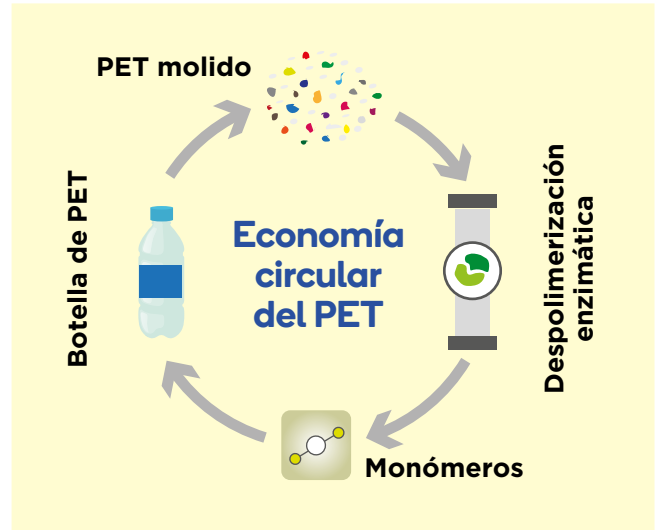 PET molido
Despolimerización
enzimática
Monómeros
Botella de PET
Economía
circular
del PET